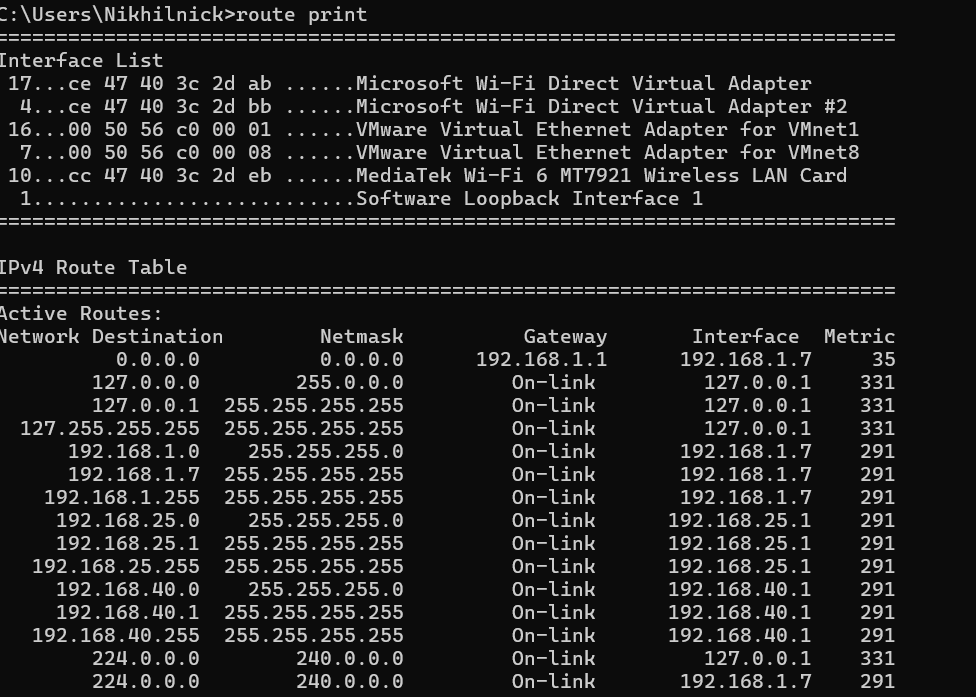 C:\Users\Nikhilnick>route print
===========================================================================
Interface List
 17...ce 47 40 3c 2d ab ......Microsoft Wi-Fi Direct Virtual Adapter
  4...ce 47 40 3c 2d bb ......Microsoft Wi-Fi Direct Virtual Adapter #2
 16...00 50 56 c0 00 01 ......VMware Virtual Ethernet Adapter for VMnet1
  7...00 50 56 c0 00 08 ......VMware Virtual Ethernet Adapter for VMnet8
 10...cc 47 40 3c 2d eb ......MediaTek Wi-Fi 6 MT7921 Wireless LAN Card
  1...........................Software Loopback Interface 1
===========================================================================
IPv4 Route Table
===========================================================================
Active Routes:
Network Destination        Netmask          Gateway       Interface  Metric
          0.0.0.0          0.0.0.0      192.168.1.1      192.168.1.7     35
        127.0.0.0        255.0.0.0         On-link         127.0.0.1    331
        127.0.0.1  255.255.255.255         On-link         127.0.0.1    331
  127.255.255.255  255.255.255.255         On-link         127.0.0.1    331
      192.168.1.0    255.255.255.0         On-link       192.168.1.7    291
      192.168.1.7  255.255.255.255         On-link       192.168.1.7    291
    192.168.1.255  255.255.255.255         On-link       192.168.1.7    291
     192.168.25.0    255.255.255.0         On-link      192.168.25.1    291
     192.168.25.1  255.255.255.255         On-link      192.168.25.1    291
   192.168.25.255  255.255.255.255         On-link      192.168.25.1    291
     192.168.40.0    255.255.255.0         On-link      192.168.40.1    291
     192.168.40.1  255.255.255.255         On-link      192.168.40.1    291
   192.168.40.255  255.255.255.255         On-link      192.168.40.1    291
        224.0.0.0        240.0.0.0         On-link         127.0.0.1    331
        224.0.0.0        240.0.0.0         On-link       192.168.1.7    291